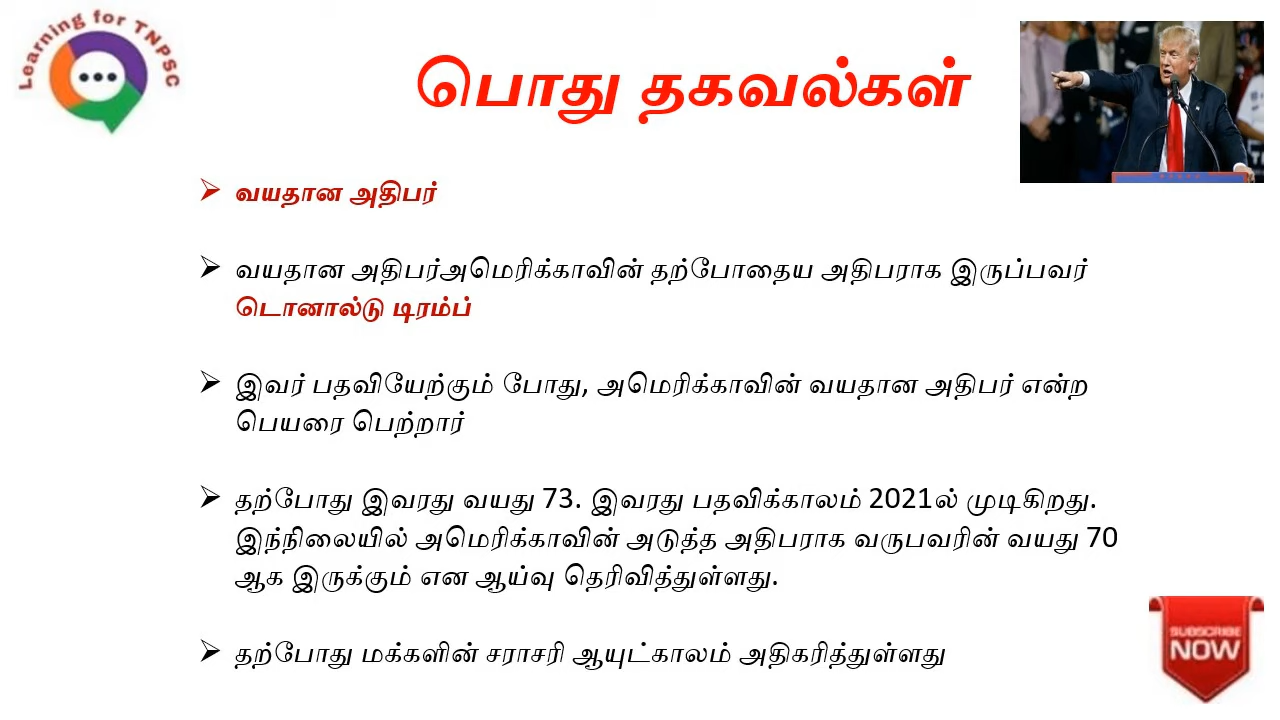 Learning for TNPSC
பொது தகவல்கள்
வயதான அதிபர்
வயதான அதிபர்அமெரிக்காவின் தற்போதைய அதிபராக இருப்பவர்
டொனால்டு டிரம்ப்
இவர் பதவியேற்கும் போது, அமெரிக்காவின் வயதான அதிபர் என்ற
பெயரை பெற்றார்
தற்போது இவரது வயது 73. இவரது பதவிக்காலம் 2021ல் முடிகிறது.
இந்நிலையில் அமெரிக்காவின் அடுத்த அதிபராக வருபவரின் வயது 70
ஆக இருக்கும் என ஆய்வு தெரிவித்துள்ளது.
தற்போது மக்களின் சராசரி ஆயுட்காலம் அதிகரித்துள்ளது
SUBSCRIBE
NOW